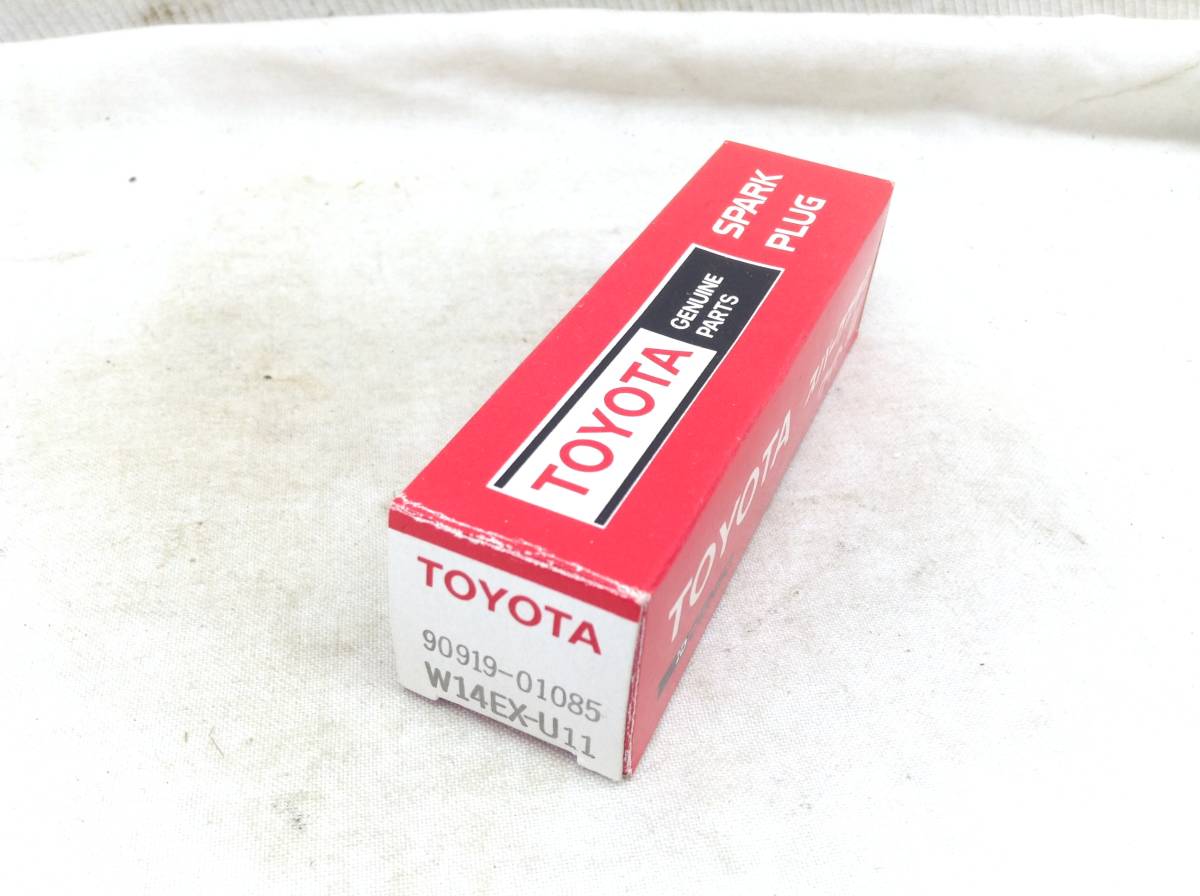 SPARK
PLUG
GENUINE
PARTS
TOYOTA
TOYOTA
90919-01085
W14EX-U11
TOYOTA